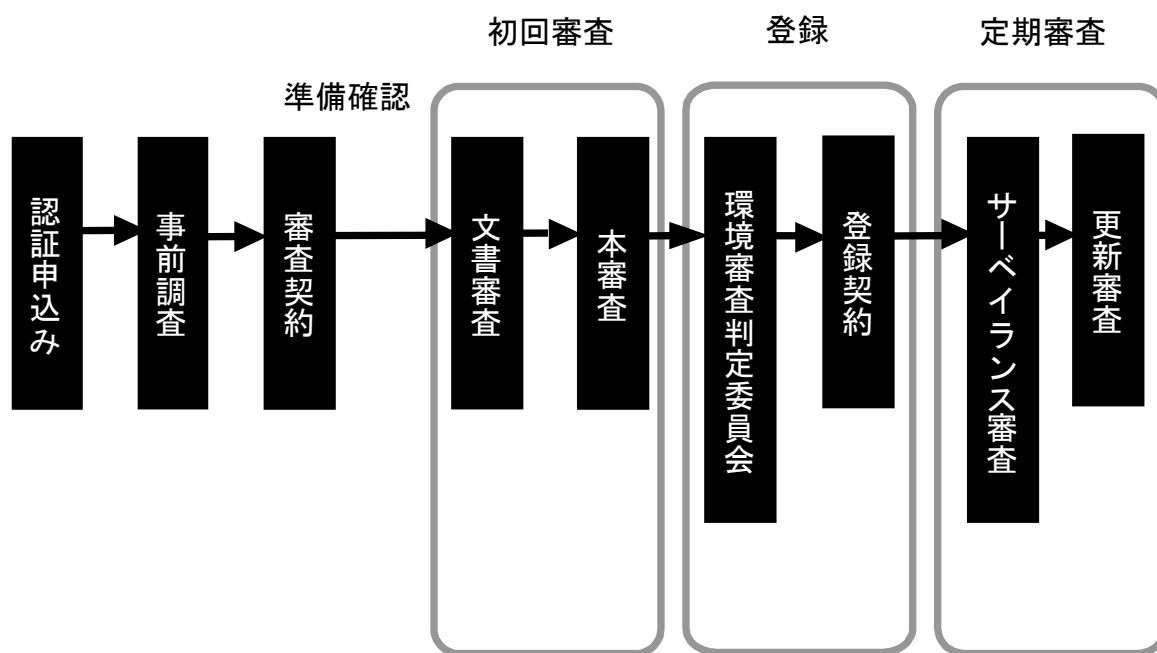 初回審査
登録
定期審査
準備確認
認証申込み
事前調査
審査契約
文書審査
本審査
環境審査判定委員会
登録契約
サーベイランス審査
更新審査